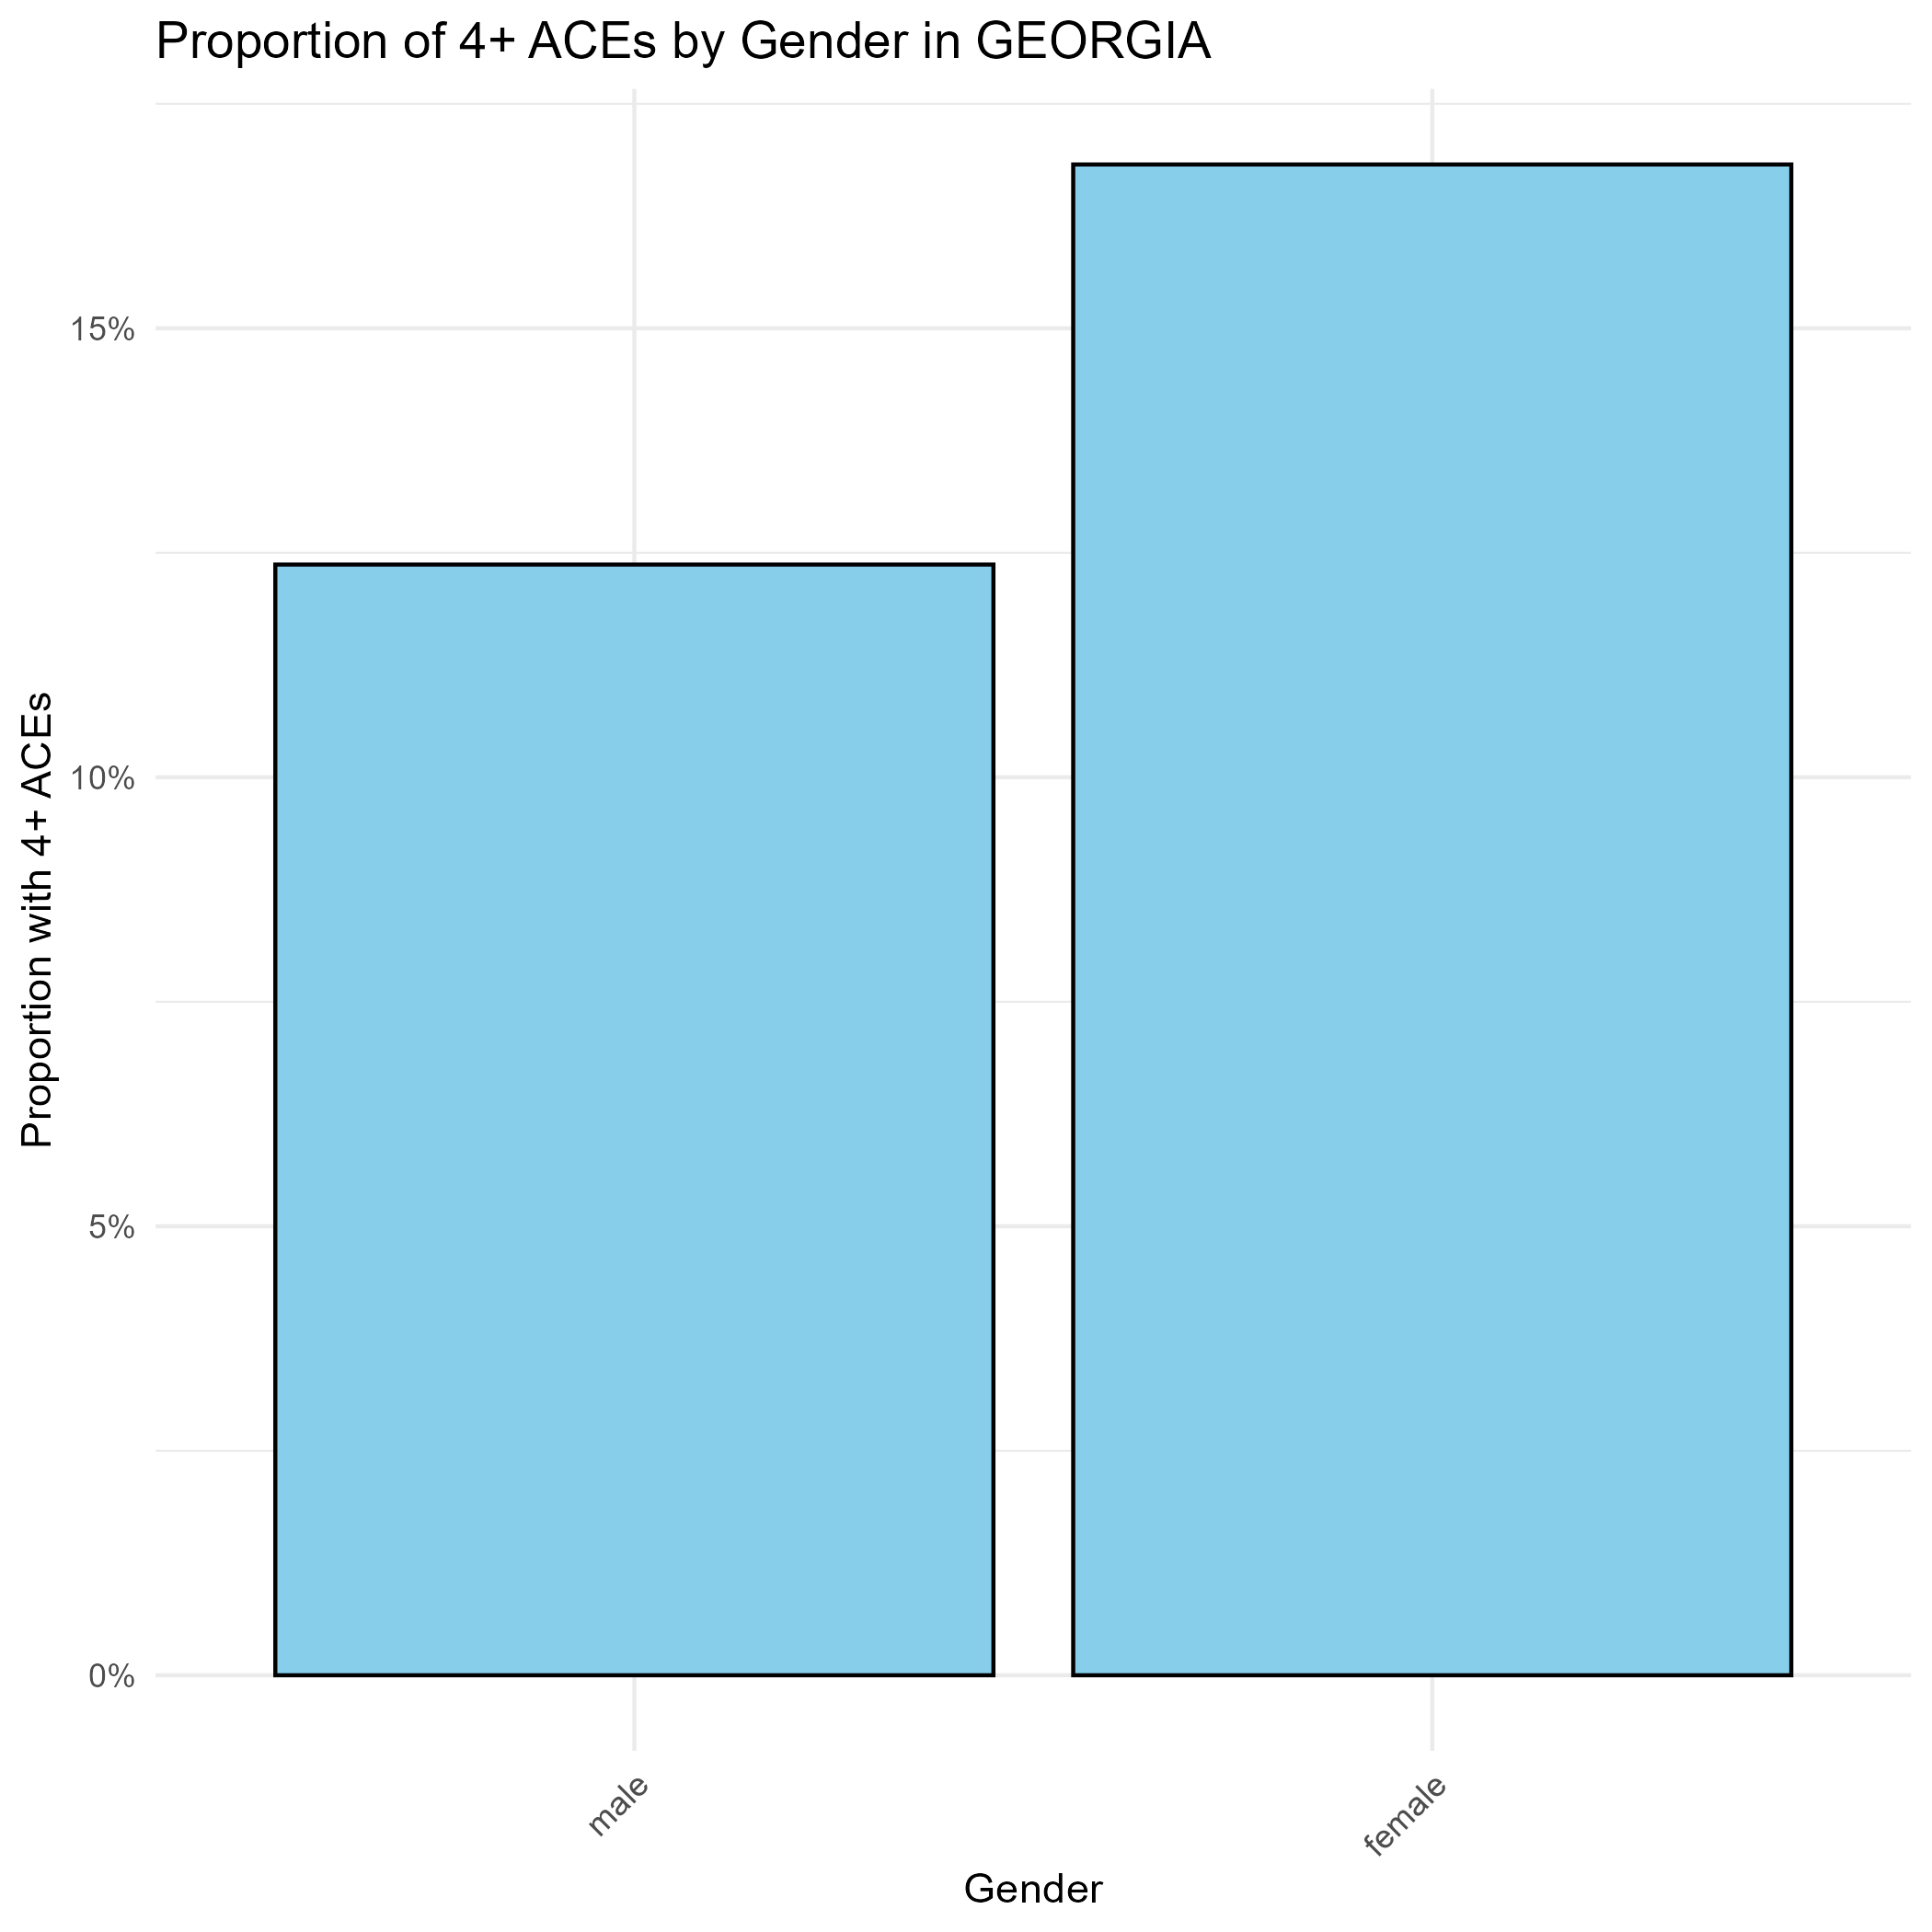 Proportion of 4+ ACEs by Gender in GEORGIA
Proportion with 4+ ACEs
15%
10%
5%
0%
male
female
Gender